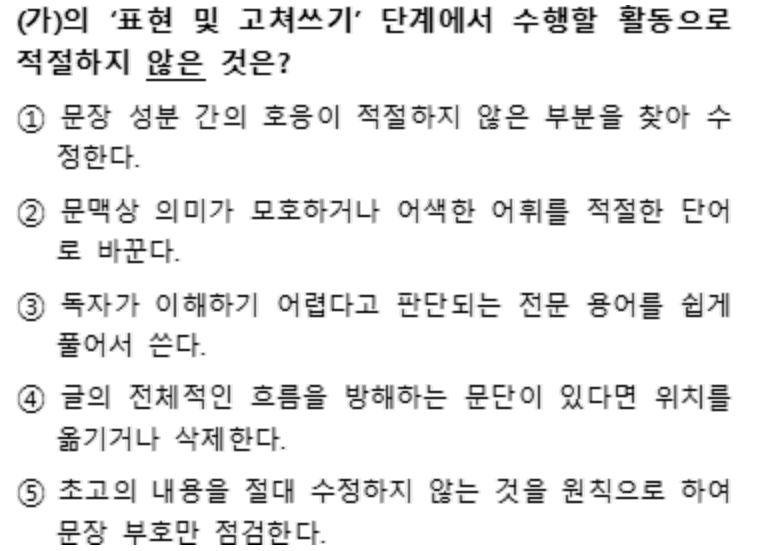 (가)의 ‘표현 및 고쳐쓰기’ 단계에서 수행할 활동으로
적절하지 않은 것은?
① 문장 성분 간의 호응이 적절하지 않은 부분을 찾아 수
정한다.
② 문맥상 의미가 모호하거나 어색한 어휘를 적절한 단어
로 바꾼다.
③ 독자가 이해하기 어렵다고 판단되는 전문 용어를 쉽게
풀어서 쓴다.
④ 글의 전체적인 흐름을 방해하는 문단이 있다면 위치를
옮기거나 삭제한다.
⑤ 초고의 내용을 절대 수정하지 않는 것을 원칙으로 하여
문장 부호만 점검한다.